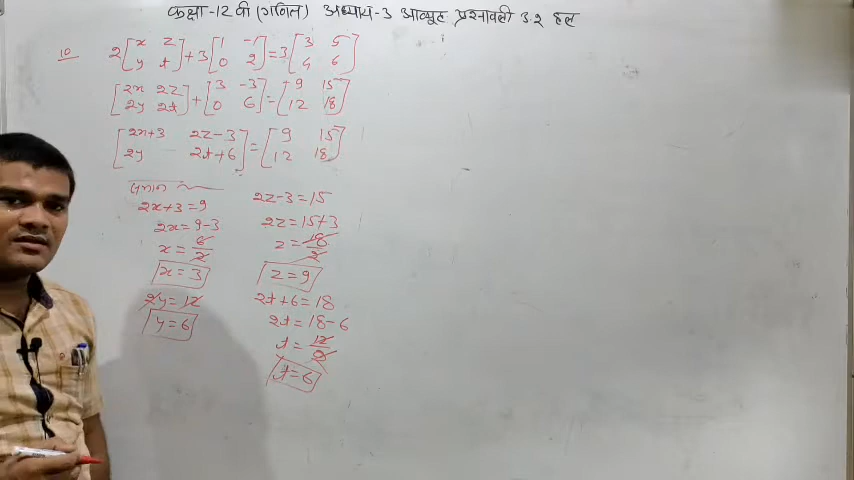 कक्षा-12 वी (गणित) अध्याय-3 आव्यूह प्रश्नावली 3.2 हल
10 2[x z y t] + 3[1 -1 0 2] = 3[3 5 4 6]
[2x 2z 2y 2t] + [3 -3 0 6] = [9 15 12 18]
[2x+3 2z-3 2y 2t+6] = [9 15 12 18]
2x+3=9
2x=9-3
x=6/2
x=3
2y=12
y=6
2z-3=15
2z=15+3
z=18/2
z=9
2t+6=18
2t=18-6
t=12/2
t=6